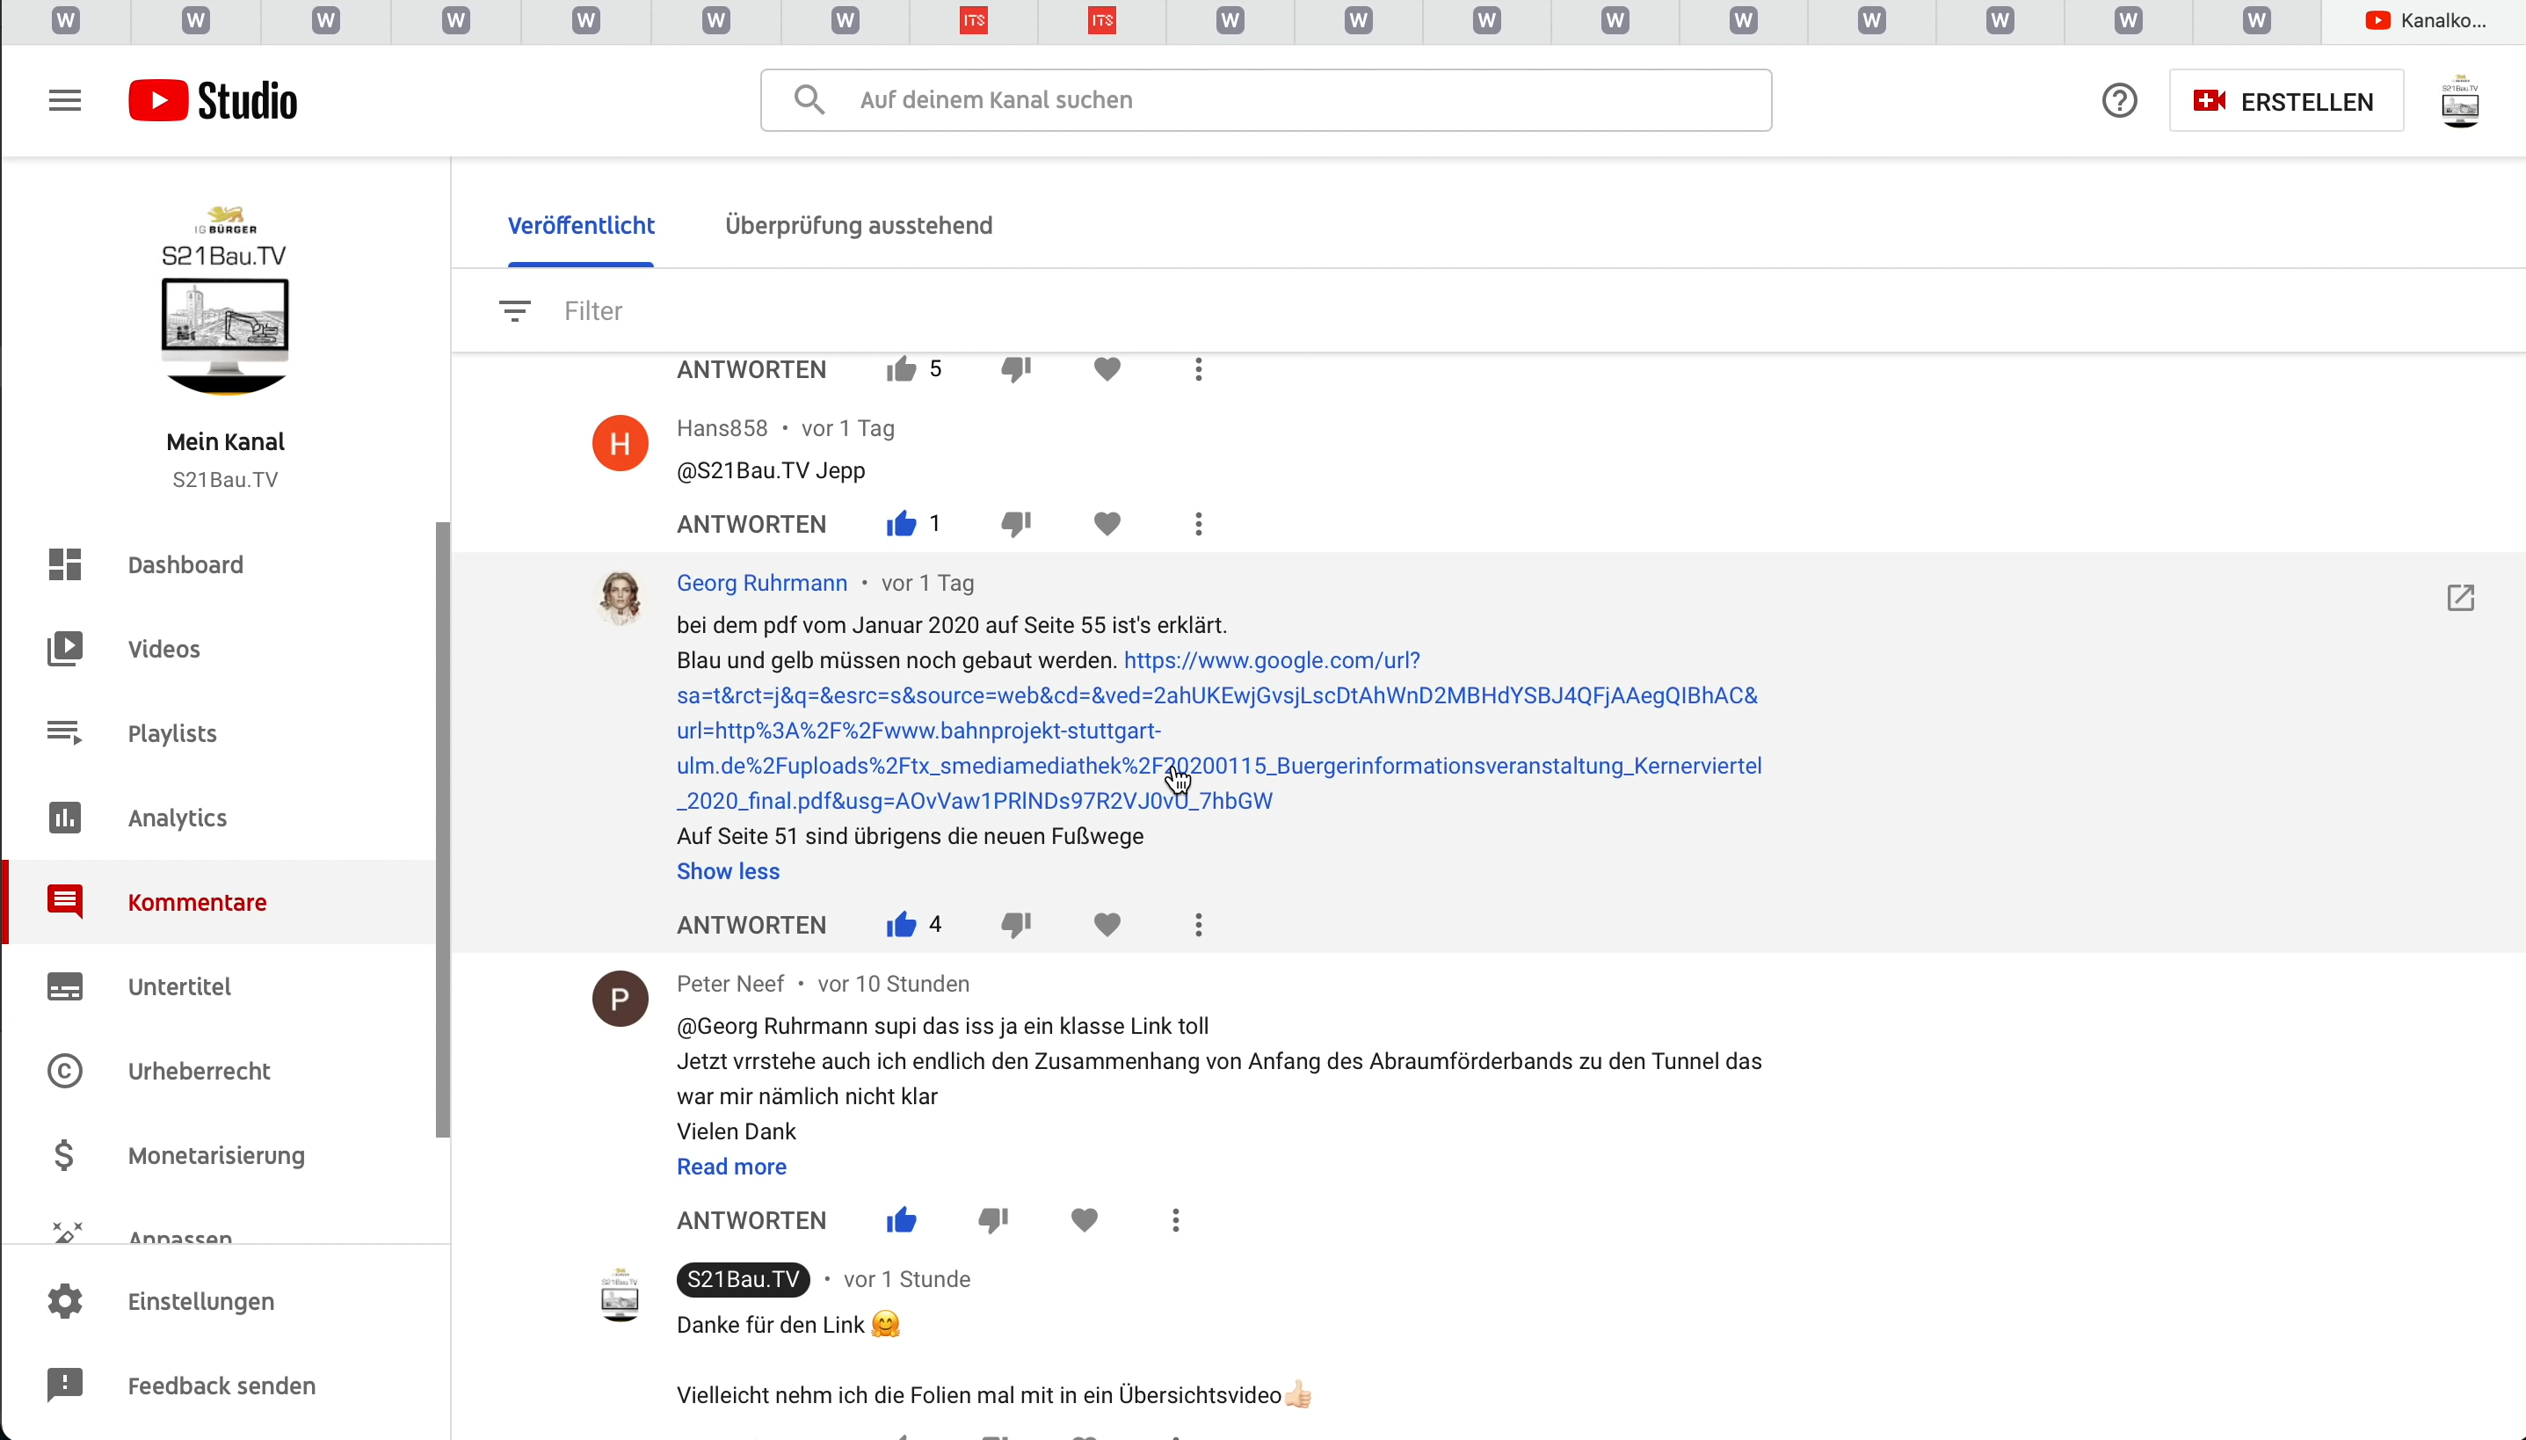 W W W W W W W ITS ITS W W W W W W W W W Kanalko...
Studio
Auf deinem Kanal suchen
ERSTELLEN
S21Bau.TV
IG BÜRGER
S21Bau.TV
Mein Kanal
S21Bau.TV
Dashboard
Videos
Playlists
Analytics
Kommentare
Untertitel
Urheberrecht
Monetarisierung
Anpassen
Einstellungen
Feedback senden
Veröffentlicht Überprüfung ausstehend
Filter
ANTWORTEN 5
H
Hans858 • vor 1 Tag
@S21Bau.TV Jepp
ANTWORTEN 1
Georg Ruhrmann • vor 1 Tag
bei dem pdf vom Januar 2020 auf Seite 55 ist's erklärt.
Blau und gelb müssen noch gebaut werden. https://www.google.com/url?
sa=t&rct=j&q=&esrc=s&source=web&cd=&ved=2ahUKEwjGvsjLscDtAhWnD2MBHdYSBJ4QFjAAegQIBhAC&
url=http%3A%2F%2Fwww.bahnprojekt-stuttgart-
ulm.de%2Fuploads%2Ftx_smediamediathek%2F20200115_Buergerinformationsveranstaltung_Kernerviertel
_2020_final.pdf&usg=AOvVaw1PRlNDs97R2VJ0vU_7hbGW
Auf Seite 51 sind übrigens die neuen Fußwege
Show less
ANTWORTEN 4
P
Peter Neef • vor 10 Stunden
@Georg Ruhrmann supi das iss ja ein klasse Link toll
Jetzt vrrstehe auch ich endlich den Zusammenhang von Anfang des Abraumförderbands zu den Tunnel das
war mir nämlich nicht klar
Vielen Dank
Read more
ANTWORTEN
S21Bau.TV • vor 1 Stunde
Danke für den Link 🤗
Vielleicht nehm ich die Folien mal mit in ein Übersichtsvideo👍🏻